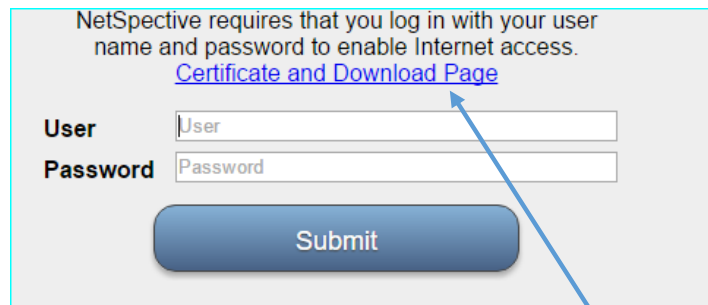 NetSpective requires that you log in with your user
name and password to enable Internet access.
Certificate and Download Page
User User
Password Password
Submit